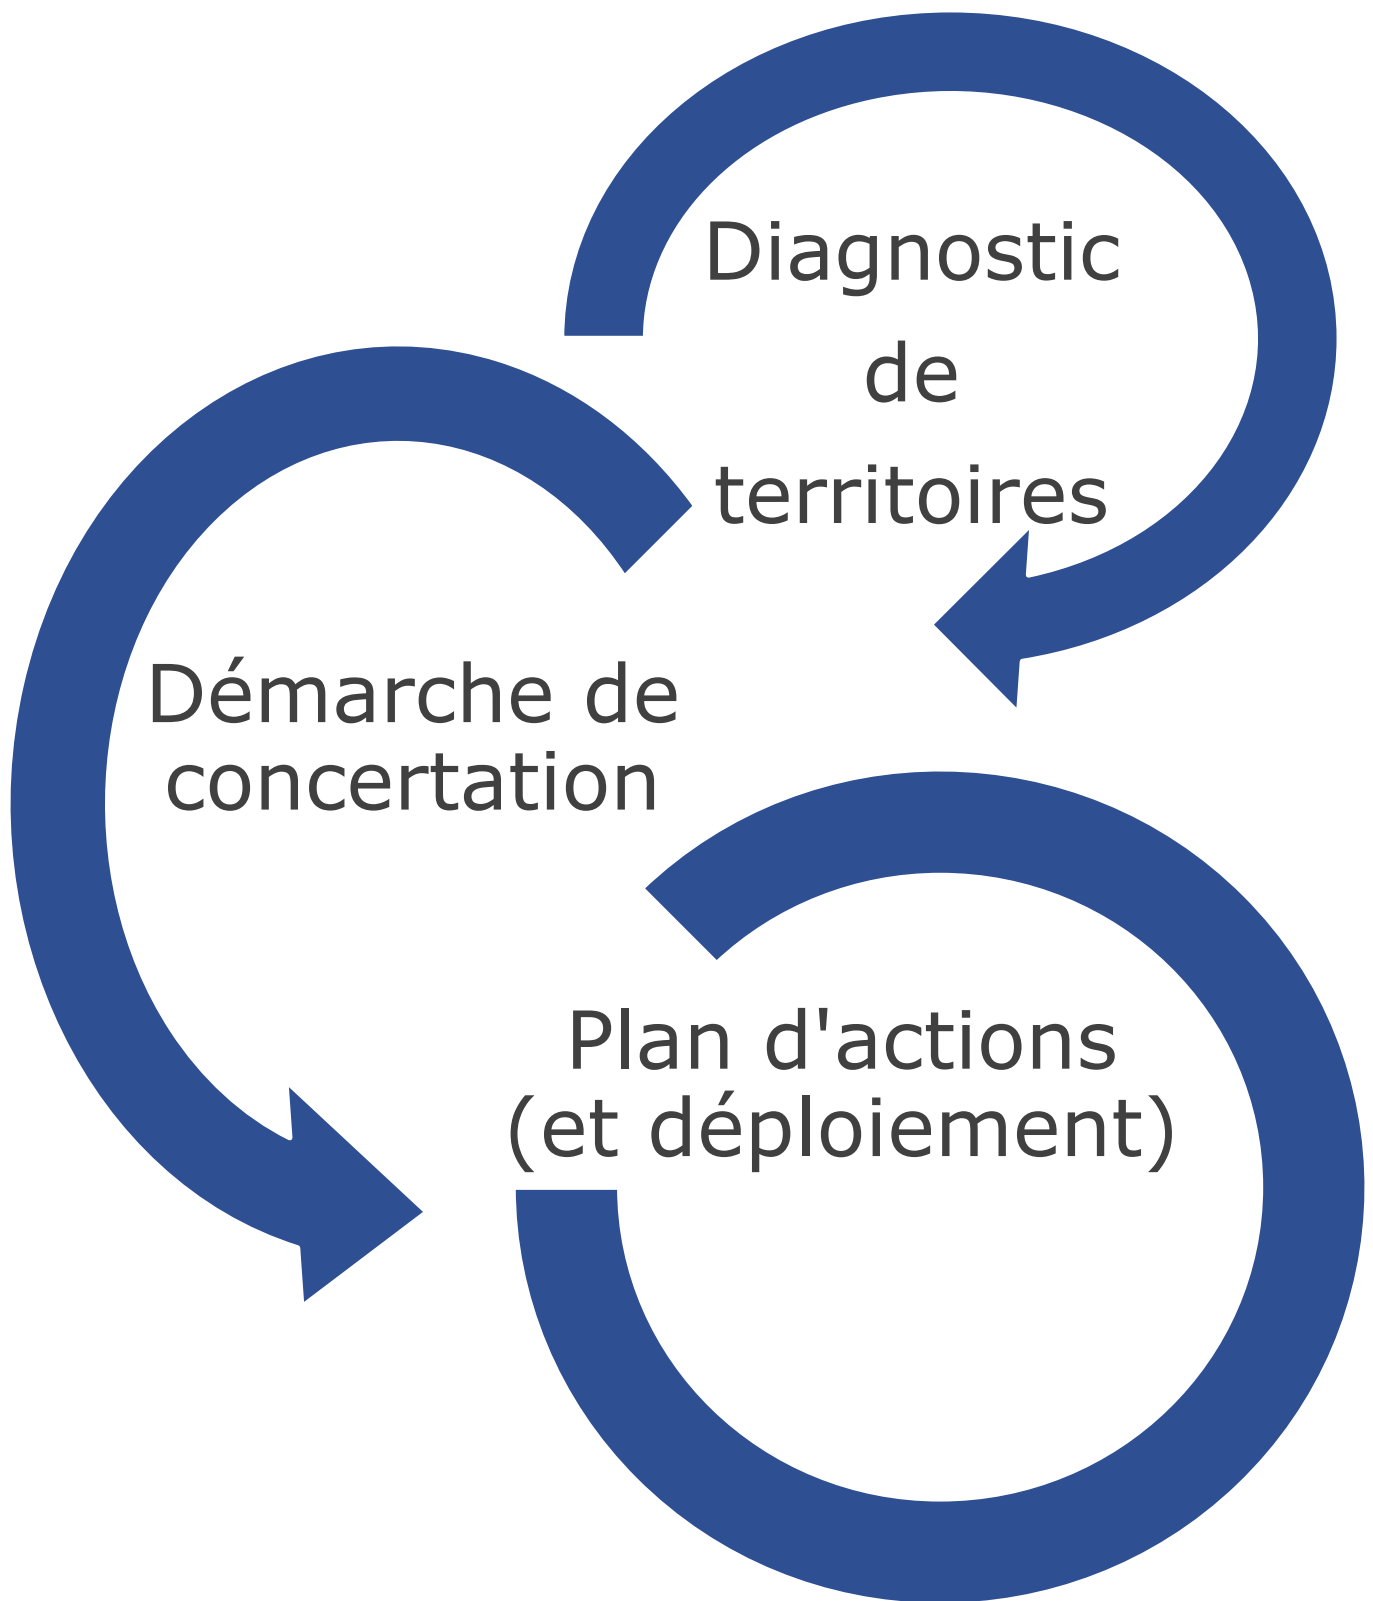 Diagnostic
de
territoires
Démarche de
concertation
Plan d'actions
(et déploiement)